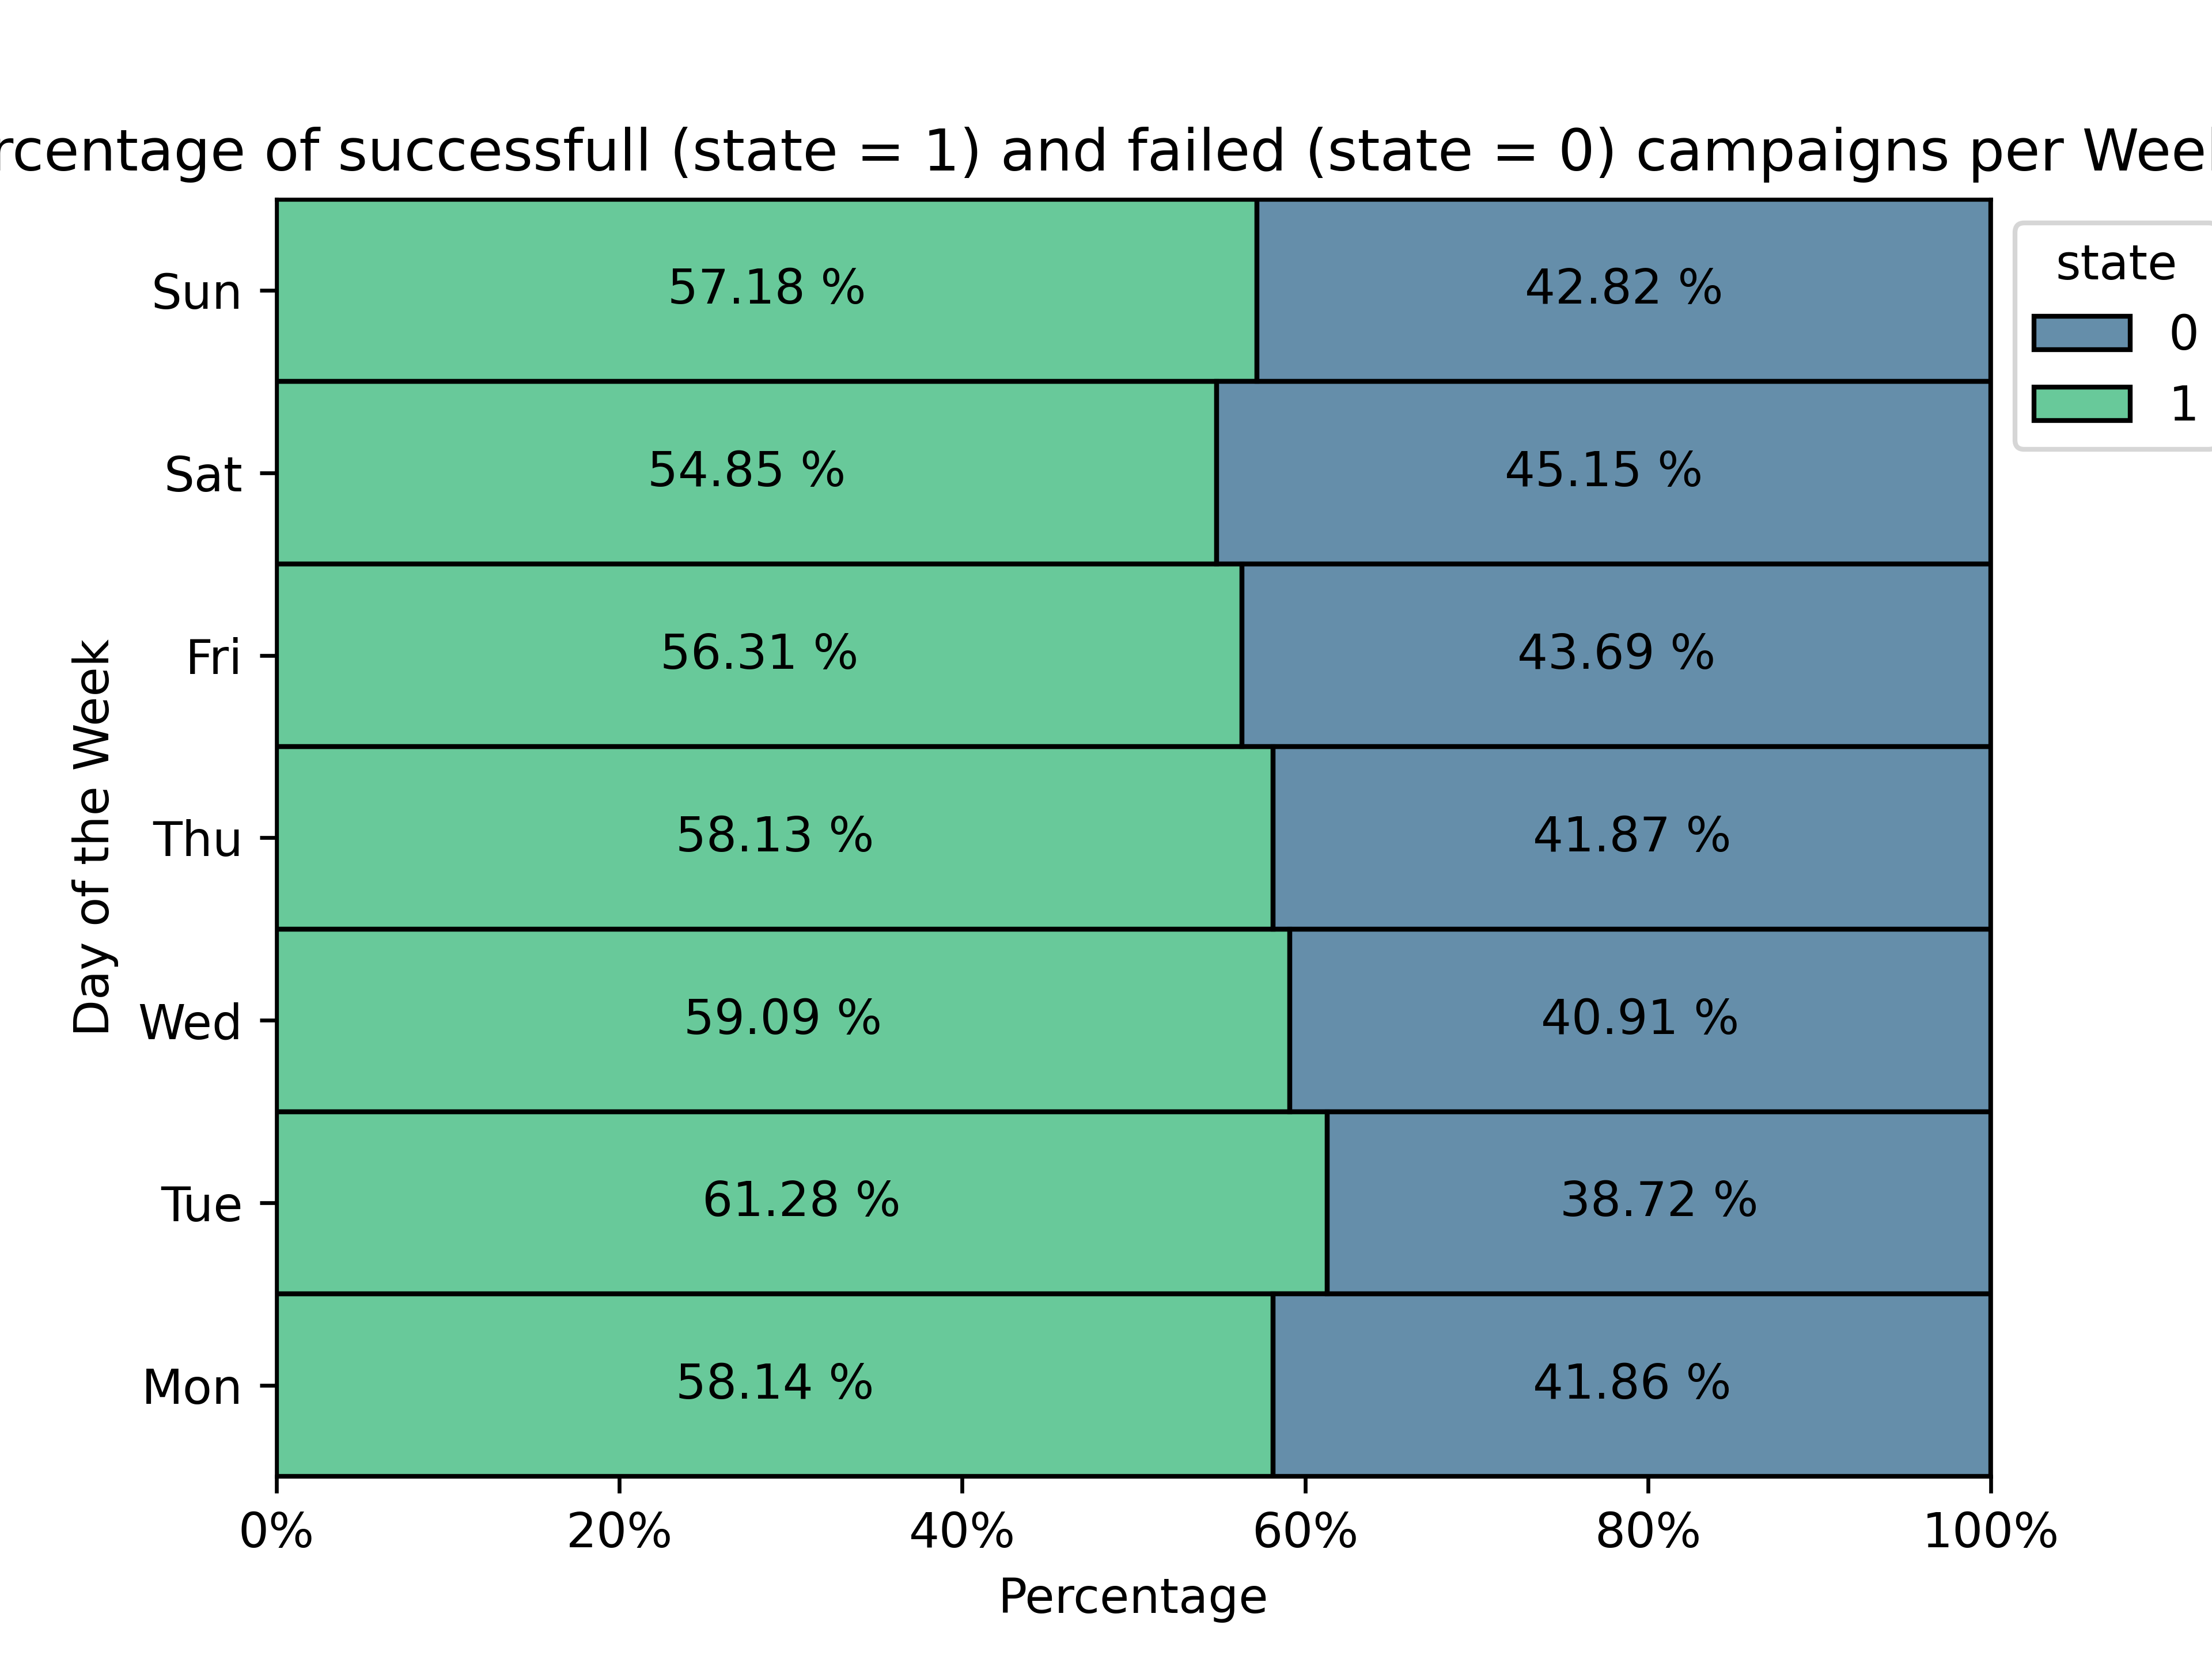 rcentage of successfull (state = 1) and failed (state = 0) campaigns per Wee
state
0
1
Sun
57.18 %
42.82 %
Sat
54.85 %
45.15 %
Fri
56.31 %
43.69 %
Thu
58.13 %
41.87 %
Wed
59.09 %
40.91 %
Tue
61.28 %
38.72 %
Mon
58.14 %
41.86 %
Day of the Week
0%
20%
40%
60%
80%
100%
Percentage